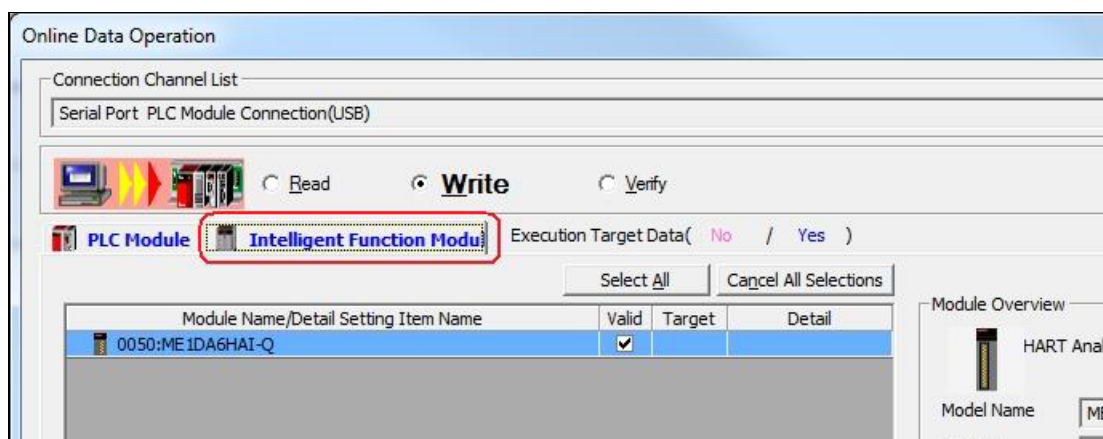 Online Data Operation
Connection Channel List
Serial Port PLC Module Connection(USB)
Read Write Verify
PLC Module Intelligent Function Modu Execution Target Data( No / Yes )
Select All Cancel All Selections
Module Name/Detail Setting Item Name Valid Target Detail
0050:ME1DA6HAI-Q
Module Overview
HART Anal
Model Name ME